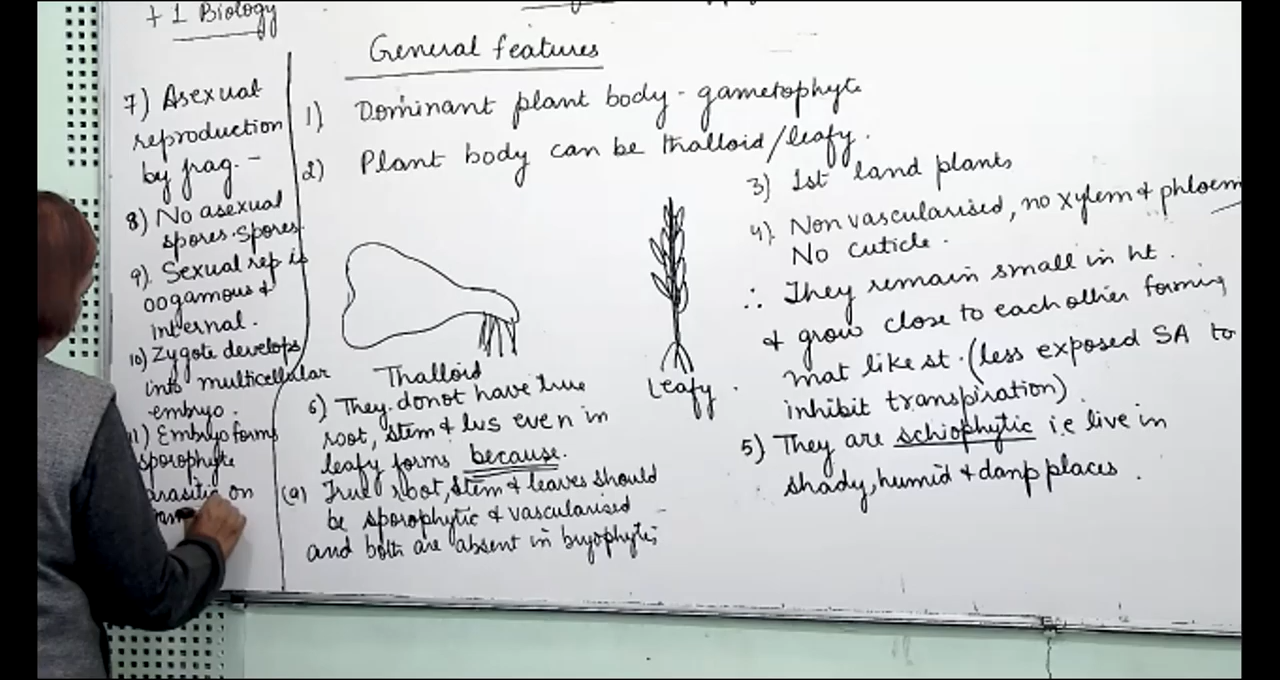 + 1 Biology
General features
1) Dominant plant body - gametophyte
2) Plant body can be thalloid/leafy.
Thalloid
Leafy.
3) 1st land plants
4) Non vascularised, no xylem & phloem
No cuticle.
∴ They remain small in ht.
& grow close to each other forming
mat like st. (less exposed SA to
inhibit transpiration)
5) They are schiophytic i.e live in
shady, humid & damp places.
6) They donot have true
root, stem & lvs even in
leafy forms because.
(a) True root, stem & leaves should
be sporophytic & vascularised
and both are absent in bryophytes
7) Asexual
reproduction
by frag. -
8) No asexual
spores. Spores
9) Sexual rep is
oogamous &
internal.
10) Zygote develops
into multicellular
embryo.
11) Embryo forms
sporophyte
parasitic on